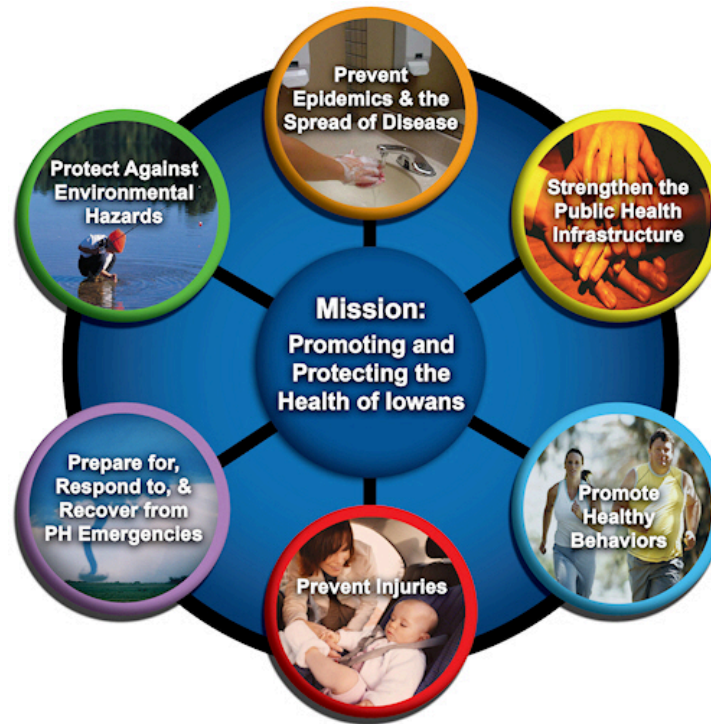 Prevent
Epidemics & the
Spread of Disease
Strengthen the
Public Health
Infrastructure
Promote
Healthy
Behaviors
Prevent Injuries
Prepare for,
Respond to, &
Recover from
PH Emergencies
Protect Against
Environmental
Hazards
Mission:
Promoting and
Protecting the
Health of Iowans